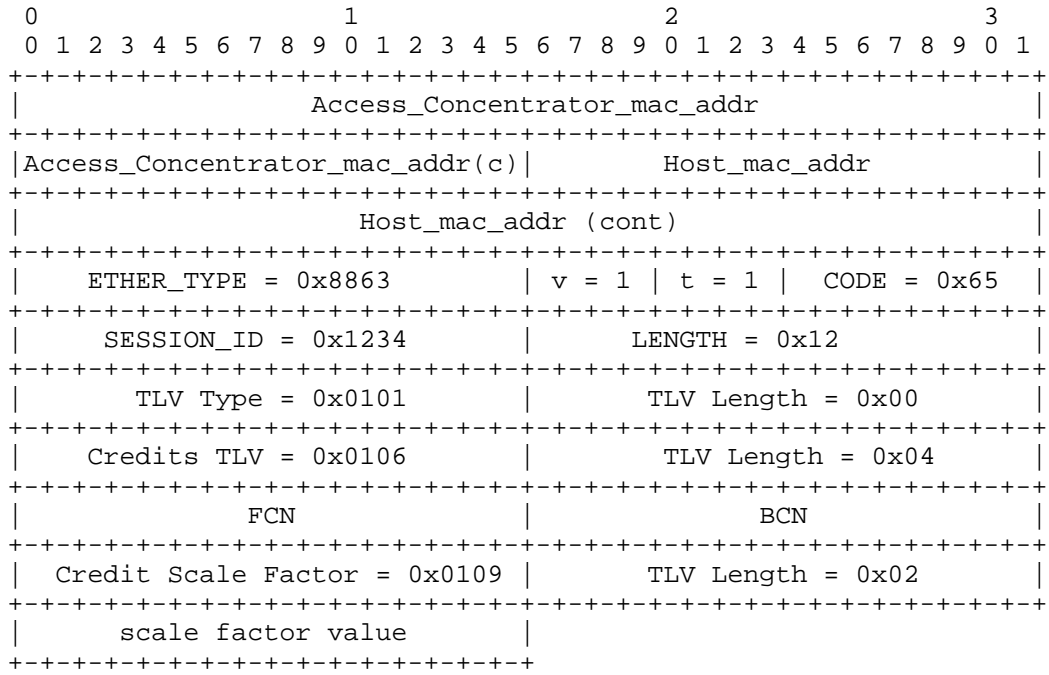 0                   1                   2                   3
 0 1 2 3 4 5 6 7 8 9 0 1 2 3 4 5 6 7 8 9 0 1 2 3 4 5 6 7 8 9 0 1
+-+-+-+-+-+-+-+-+-+-+-+-+-+-+-+-+-+-+-+-+-+-+-+-+-+-+-+-+-+-+-+-+
|                  Access_Concentrator_mac_addr                 |
+-+-+-+-+-+-+-+-+-+-+-+-+-+-+-+-+-+-+-+-+-+-+-+-+-+-+-+-+-+-+-+-+
|Access_Concentrator_mac_addr(c)|        Host_mac_addr          |
+-+-+-+-+-+-+-+-+-+-+-+-+-+-+-+-+-+-+-+-+-+-+-+-+-+-+-+-+-+-+-+-+
|                     Host_mac_addr (cont)                      |
+-+-+-+-+-+-+-+-+-+-+-+-+-+-+-+-+-+-+-+-+-+-+-+-+-+-+-+-+-+-+-+-+
|    ETHER_TYPE = 0x8863        | v = 1 | t = 1 |  CODE = 0x65  |
+-+-+-+-+-+-+-+-+-+-+-+-+-+-+-+-+-+-+-+-+-+-+-+-+-+-+-+-+-+-+-+-+
|     SESSION_ID = 0x1234       |      LENGTH = 0x12            |
+-+-+-+-+-+-+-+-+-+-+-+-+-+-+-+-+-+-+-+-+-+-+-+-+-+-+-+-+-+-+-+-+
|       TLV Type = 0x0101       |       TLV Length = 0x00       |
+-+-+-+-+-+-+-+-+-+-+-+-+-+-+-+-+-+-+-+-+-+-+-+-+-+-+-+-+-+-+-+-+
|    Credits TLV = 0x0106       |        TLV Length = 0x04      |
+-+-+-+-+-+-+-+-+-+-+-+-+-+-+-+-+-+-+-+-+-+-+-+-+-+-+-+-+-+-+-+-+
|              FCN              |              BCN              |
+-+-+-+-+-+-+-+-+-+-+-+-+-+-+-+-+-+-+-+-+-+-+-+-+-+-+-+-+-+-+-+-+
|  Credit Scale Factor = 0x0109 |       TLV Length = 0x02       |
+-+-+-+-+-+-+-+-+-+-+-+-+-+-+-+-+-+-+-+-+-+-+-+-+-+-+-+-+-+-+-+-+
|      scale factor value       |
+-+-+-+-+-+-+-+-+-+-+-+-+-+-+-+-+